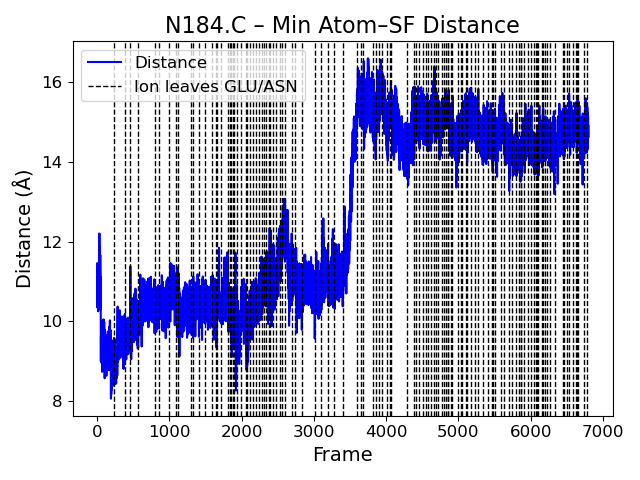 N184.C – Min Atom–SF Distance
Distance
Ion leaves GLU/ASN
Distance (Å)
16
14
12
10
8
0 1000 2000 3000 4000 5000 6000 7000
Frame